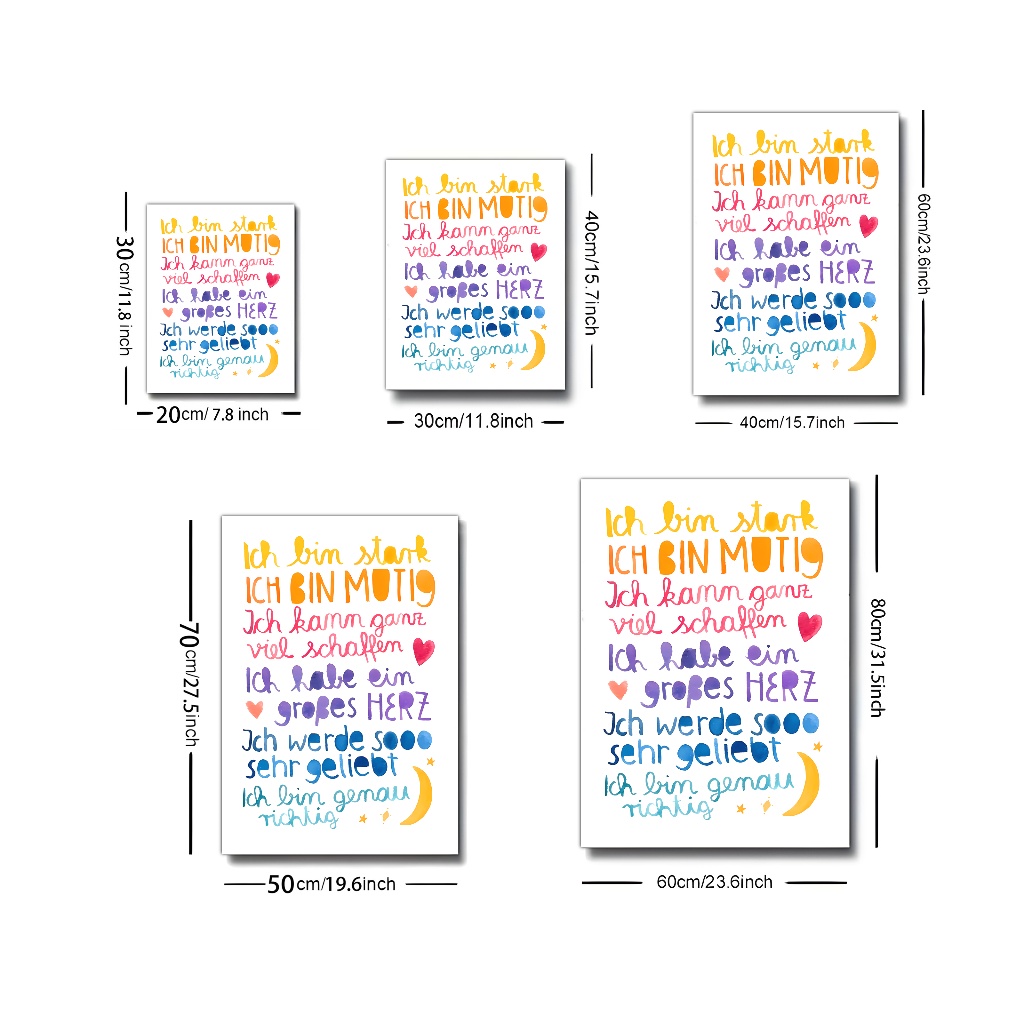 Ich bin stark
ICH BIN MUTIG
Ich kann ganz
viel schaffen
Ich habe ein
großes HERZ
Ich werde sooo
sehr geliebt
Ich bin genau
richtig
30cm/11.8 inch
20cm/ 7.8 inch
Ich bin stark
ICH BIN MUTIG
Ich kann ganz
viel schaffen
Ich habe ein
großes HERZ
Ich werde sooo
sehr geliebt
Ich bin genau
richtig
40cm/15.7inch
30cm/11.8inch
Ich bin stark
ICH BIN MUTIG
Ich kann ganz
viel schaffen
Ich habe ein
großes HERZ
Ich werde sooo
sehr geliebt
Ich bin genau
richtig
60cm/23.6inch
40cm/15.7inch
Ich bin stark
ICH BIN MUTIG
Ich kann ganz
viel schaffen
Ich habe ein
großes HERZ
Ich werde sooo
sehr geliebt
Ich bin genau
richtig
70cm/27.5inch
50cm/19.6inch
Ich bin stark
ICH BIN MUTIG
Ich kann ganz
viel schaffen
Ich habe ein
großes HERZ
Ich werde sooo
sehr geliebt
Ich bin genau
richtig
80cm/31.5inch
60cm/23.6inch